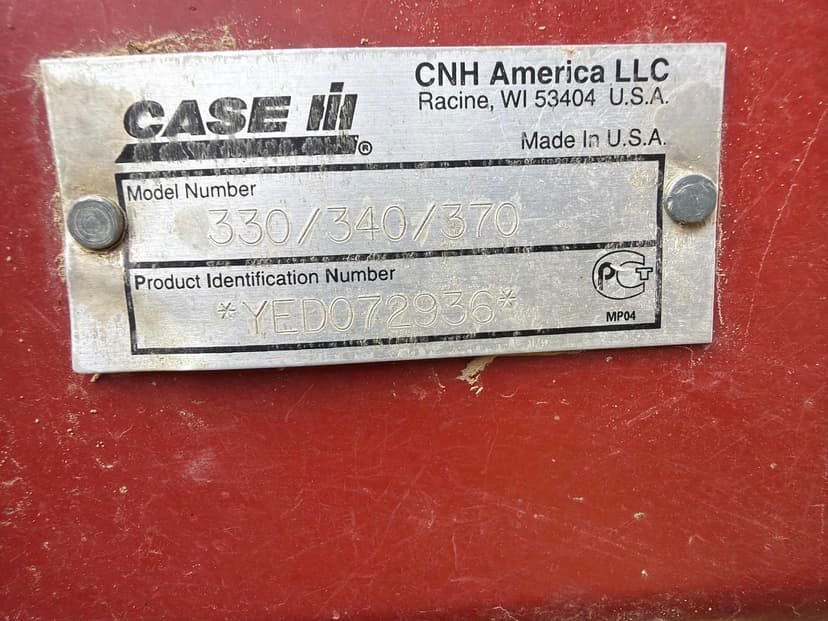 CASE IH®
CNH America LLC
Racine, WI 53404 U.S.A.
Made In U.S.A.
Model Number
330/340/370
Product Identification Number
*YED072936*
PCT
MP04